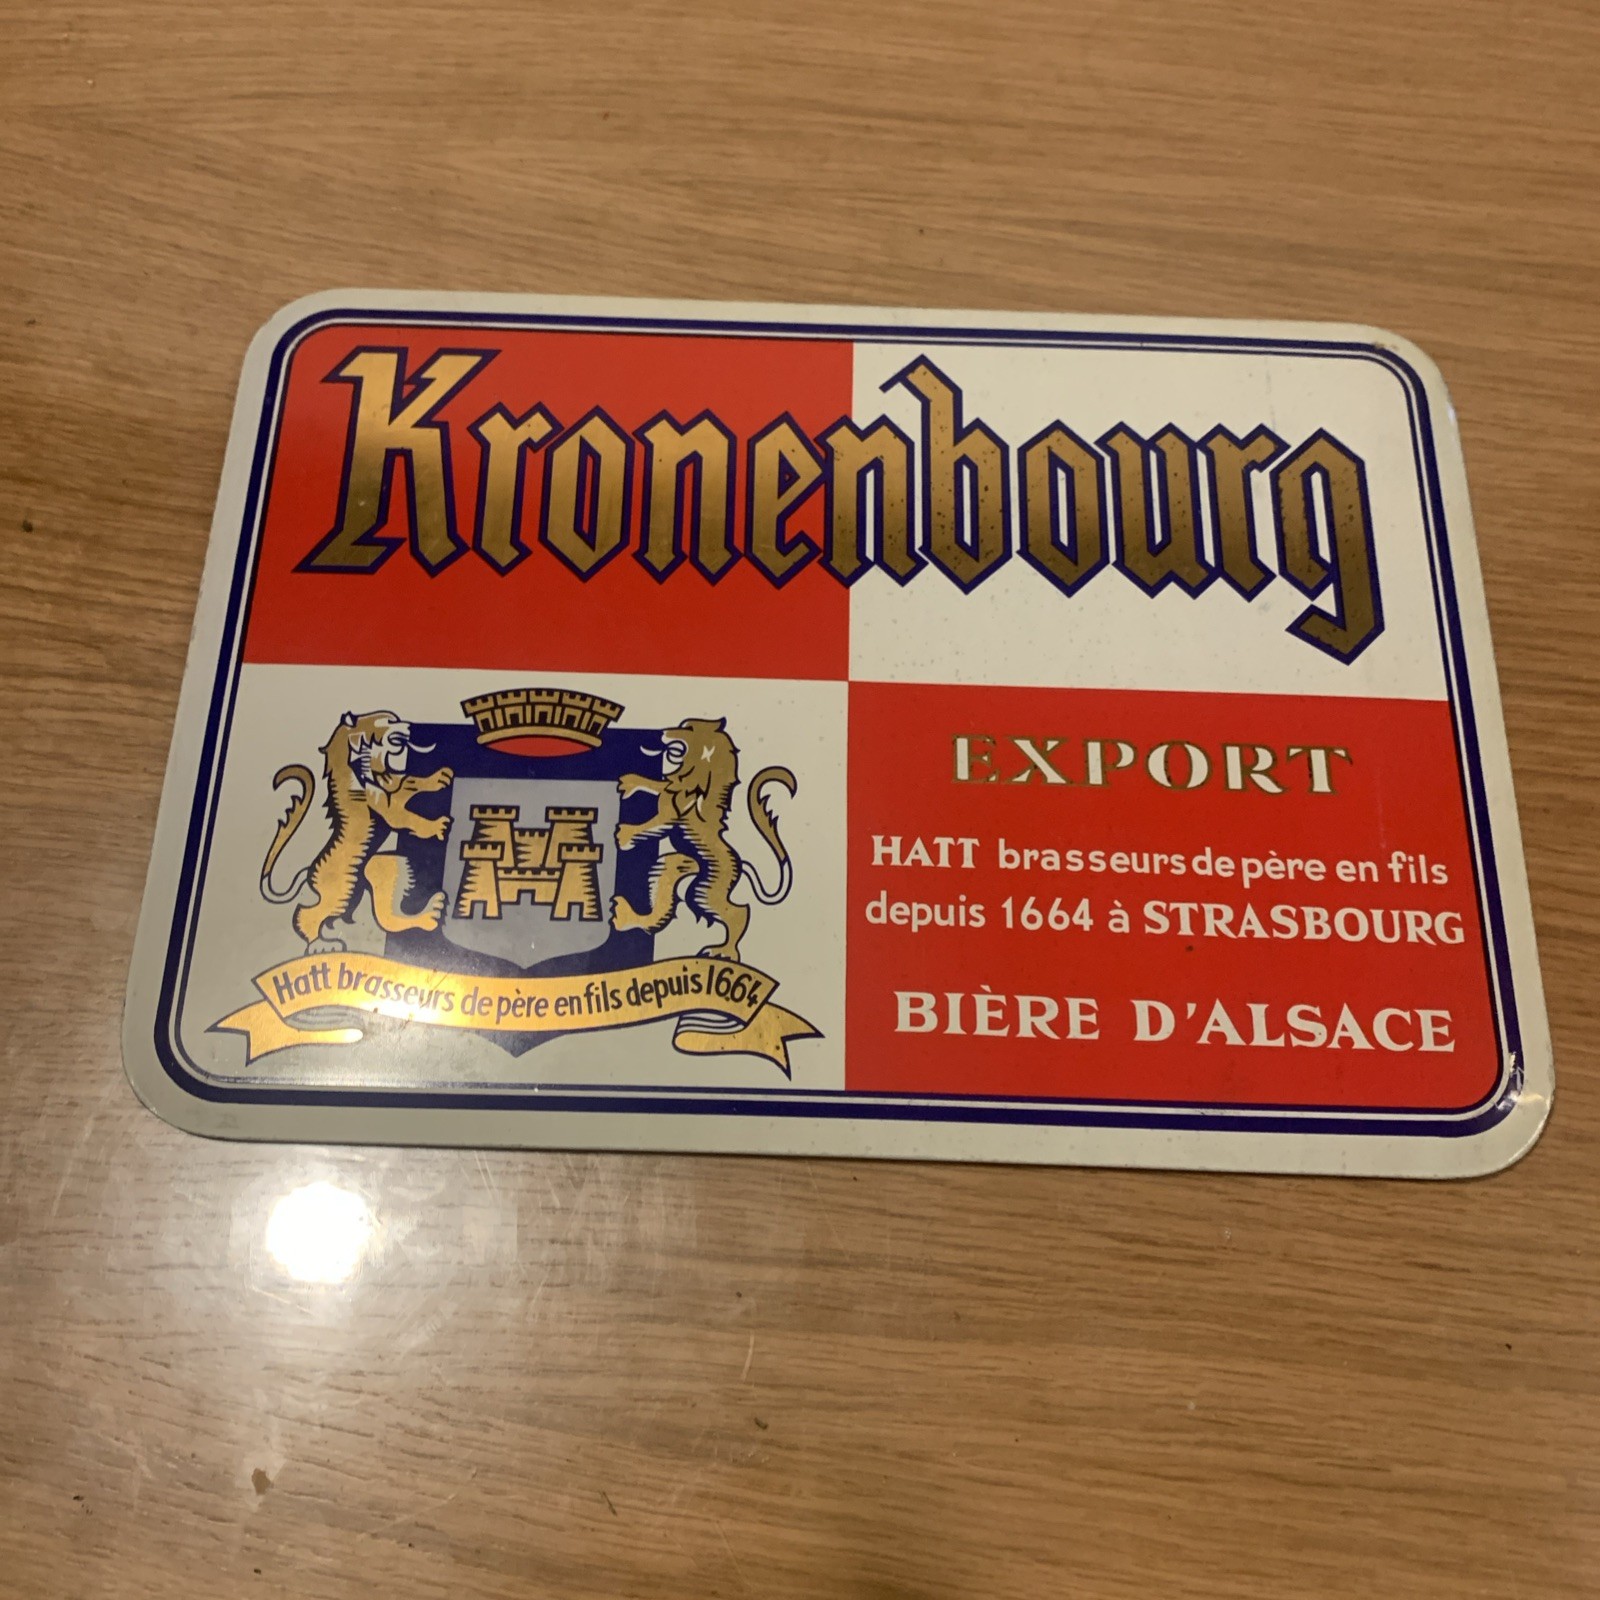 Kronenbourg
EXPORT
HATT brasseurs de père en fils
depuis 1664 à STRASBOURG
BIÈRE D'ALSACE
Hatt brasseurs de père en fils depuis 1664